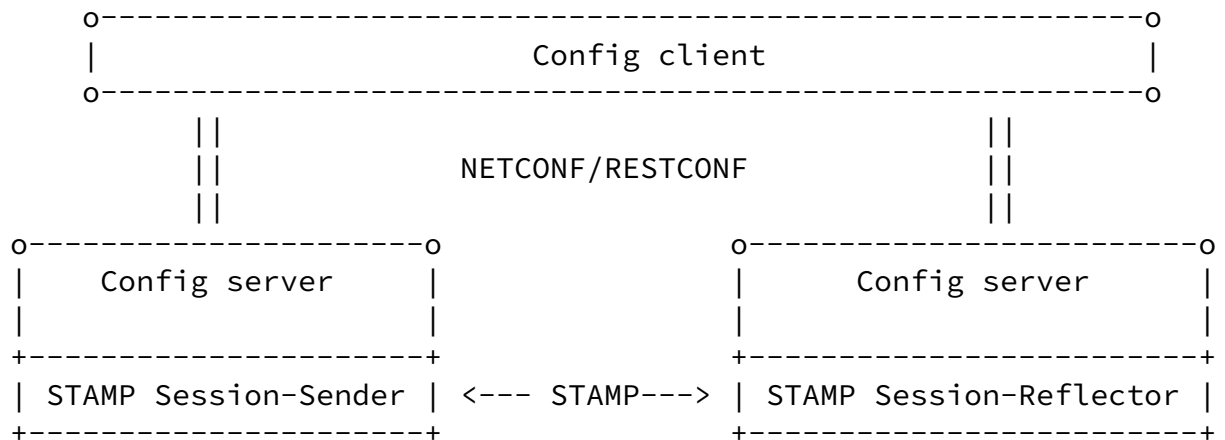 Config client
NETCONF/RESTCONF
Config server Config server
STAMP Session-Sender <--- STAMP---> STAMP Session-Reflector